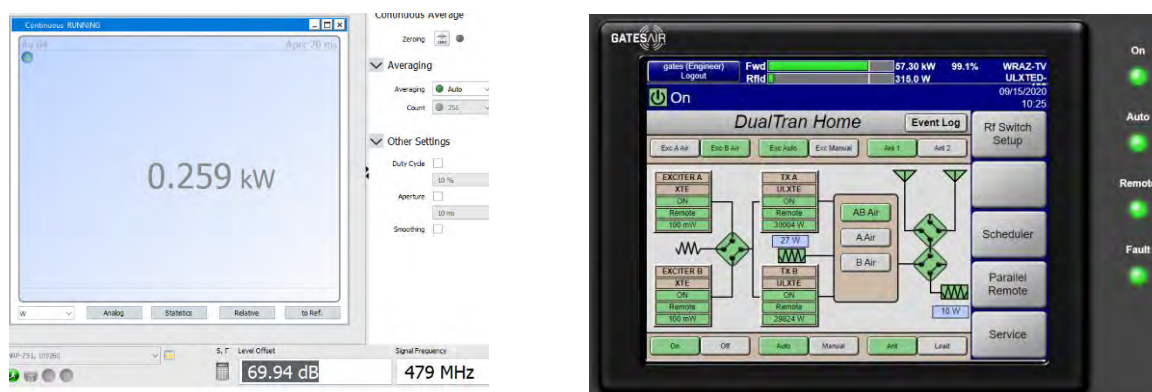 Continuous RUNNING
Continuous Average
Zeroing
Averaging
Averaging Auto
Count 256
Other Settings
Duty Cycle
10 %
Aperture
10 ms
Smoothing
0.259 kW
W
Analog
Statistics
Relative
to Ref.
Level Offset
69.94 dB
Signal Frequency
479 MHz
GATESAIR
gates (Engineer)
Logout
Fwd 57.30 kW 99.1%
Rfld 315.0 W
WRAZ-TV
ULXTED-
On
09/15/2020
10:25
DualTran Home
Event Log
Exc A Air
Exc B Air
Exc Auto
Exc Manual
Ant 1
Ant 2
EXCITER A
XTE
ON
Remote
100 mW
TX A
ULXTE
ON
Remote
30004 W
27 W
AB Air
A Air
B Air
EXCITER B
XTE
ON
Remote
100 mW
TX B
ULXTE
ON
Remote
29824 W
10 W
On
Off
Auto
Manual
Ant
Load
Rf Switch
Setup
Scheduler
Parallel
Remote
Service
On
Auto
Remote
Fault